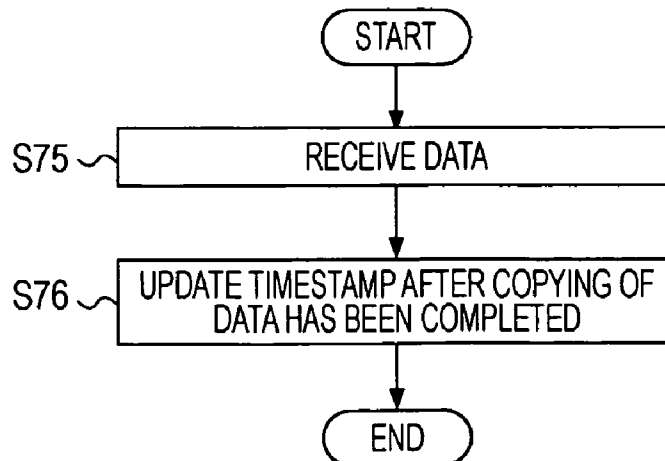 START
S75
RECEIVE DATA
S76
UPDATE TIMESTAMP AFTER COPYING OF
DATA HAS BEEN COMPLETED
END